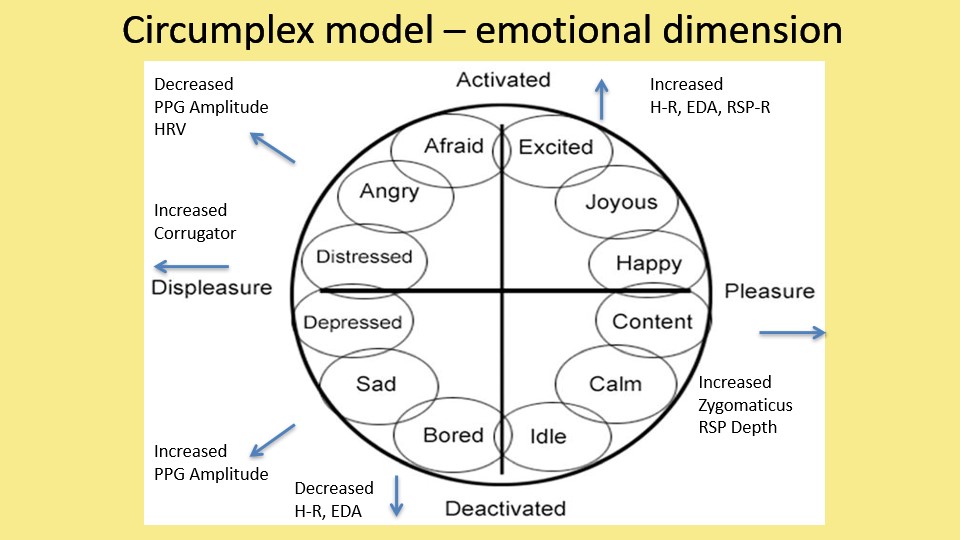 Circumplex model – emotional dimension
Decreased
PPG Amplitude
HRV
Activated
Increased
H-R, EDA, RSP-R
Afraid
Excited
Angry
Joyous
Increased
Corrugator
Distressed
Happy
Displeasure
Pleasure
Depressed
Content
Sad
Calm
Increased
Zygomaticus
RSP Depth
Bored
Idle
Increased
PPG Amplitude
Decreased
H-R, EDA
Deactivated